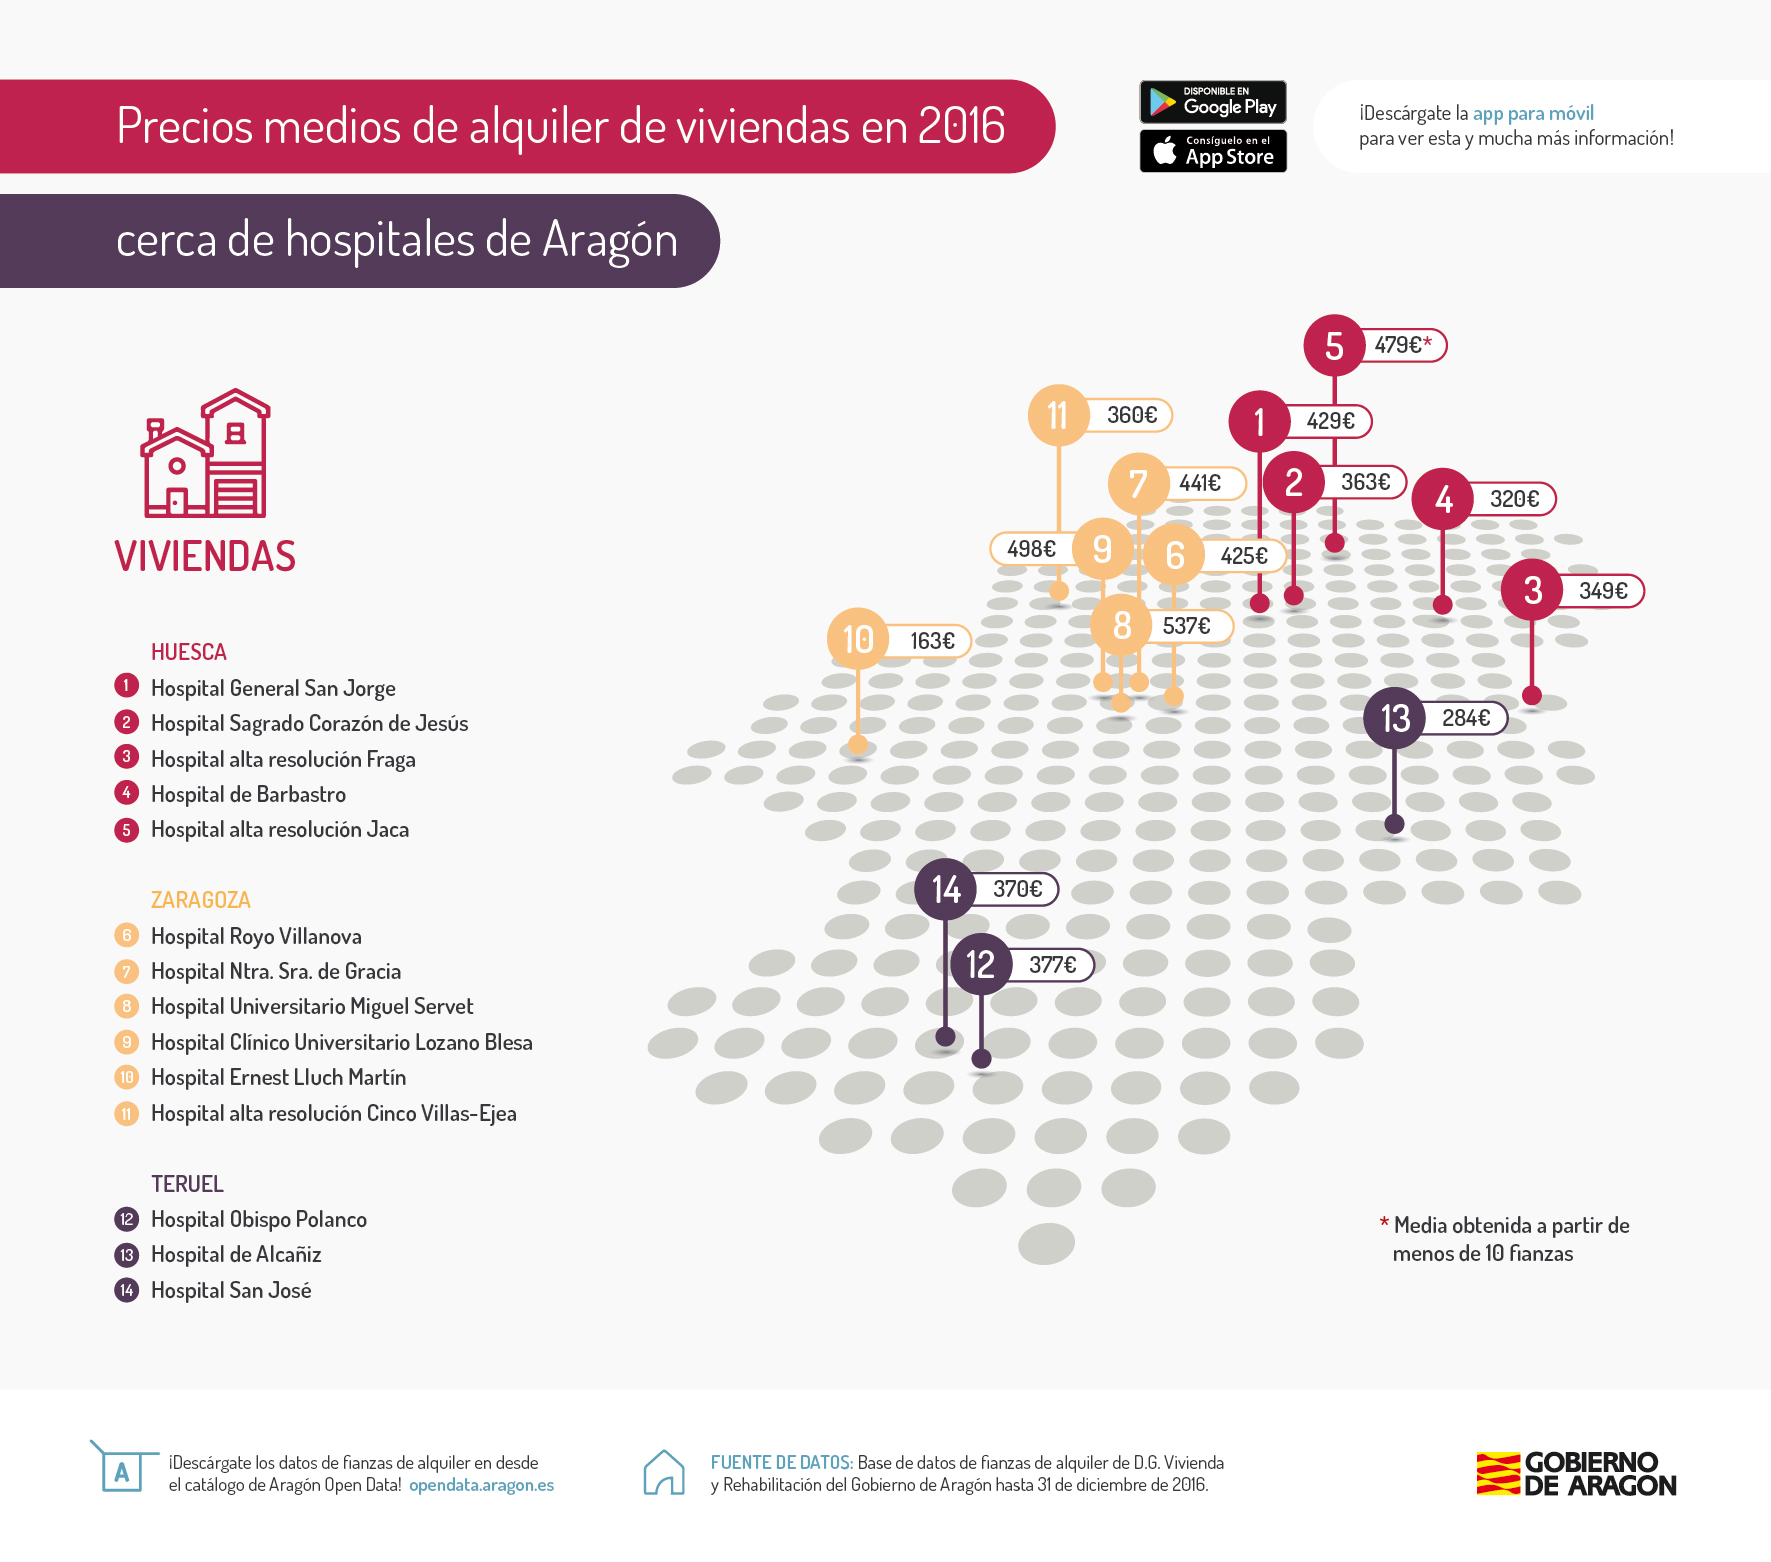 Precios medios de alquiler de viviendas en 2016
cerca de hospitales de Aragón
DISPONIBLE EN
Google Play
Consíguelo en el
App Store
¡Descárgate la app para móvil
para ver esta y mucha más información!
VIVIENDAS
HUESCA
1 Hospital General San Jorge
2 Hospital Sagrado Corazón de Jesús
3 Hospital alta resolución Fraga
4 Hospital de Barbastro
5 Hospital alta resolución Jaca
ZARAGOZA
6 Hospital Royo Villanova
7 Hospital Ntra. Sra. de Gracia
8 Hospital Universitario Miguel Servet
9 Hospital Clínico Universitario Lozano Blesa
10 Hospital Ernest Lluch Martín
11 Hospital alta resolución Cinco Villas-Ejea
TERUEL
12 Hospital Obispo Polanco
13 Hospital de Alcañiz
14 Hospital San José
5 479€*
11 360€
1 429€
7 441€
2 363€
4 320€
498€ 9
6 425€
3 349€
8 537€
10 163€
13 284€
14 370€
12 377€
* Media obtenida a partir de
menos de 10 fianzas
A
¡Descárgate los datos de fianzas de alquiler en desde
el catálogo de Aragón Open Data! opendata.aragon.es
FUENTE DE DATOS: Base de datos de fianzas de alquiler de D.G. Vivienda
y Rehabilitación del Gobierno de Aragón hasta 31 de diciembre de 2016.
GOBIERNO
DE ARAGON